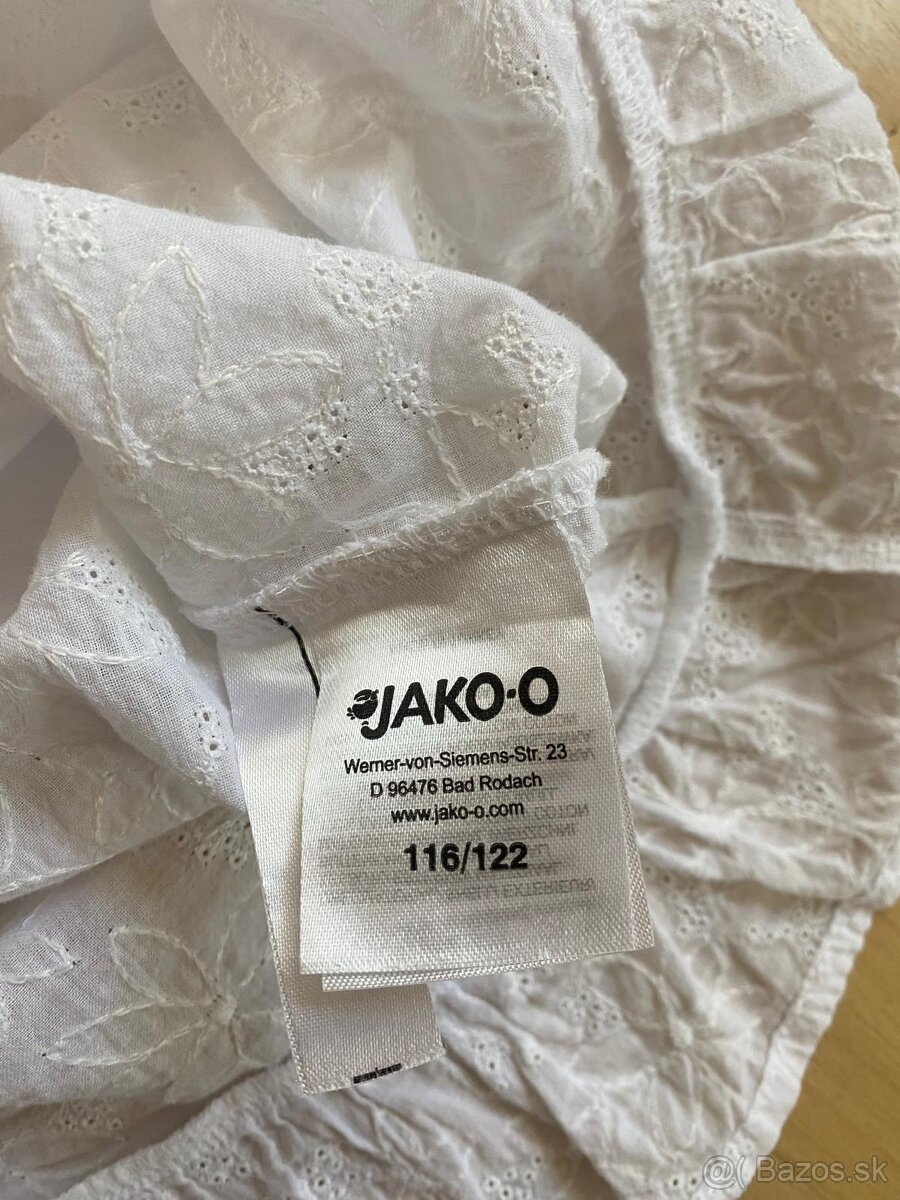 JAKO-O
Werner-von-Siemens-Str. 23
D 96476 Bad Rodach
www.jako-o.com
116/122
@( Bazos.sk